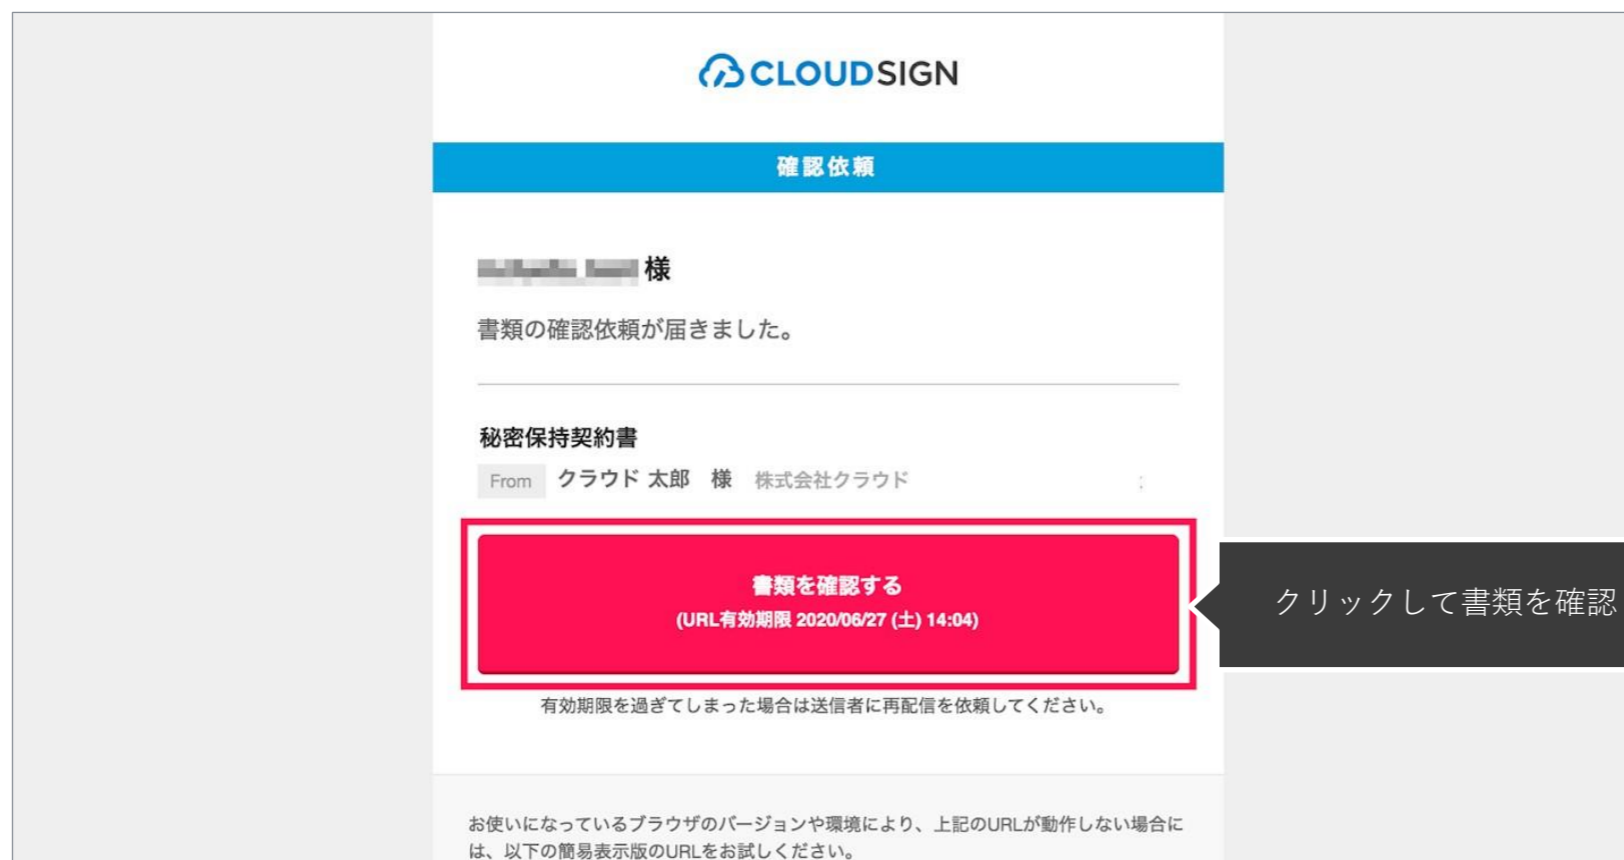 CLOUDSIGN
確認依頼
様
書類の確認依頼が届きました。
秘密保持契約書
From クラウド 太郎 様 株式会社クラウド
書類を確認する
(URL有効期限 2020/06/27 (土) 14:04)
クリックして書類を確認
有効期限を過ぎてしまった場合は送信者に再配信を依頼してください。
お使いになっているブラウザのバージョンや環境により、上記のURLが動作しない場合に
は、以下の簡易表示版のURLをお試しください。